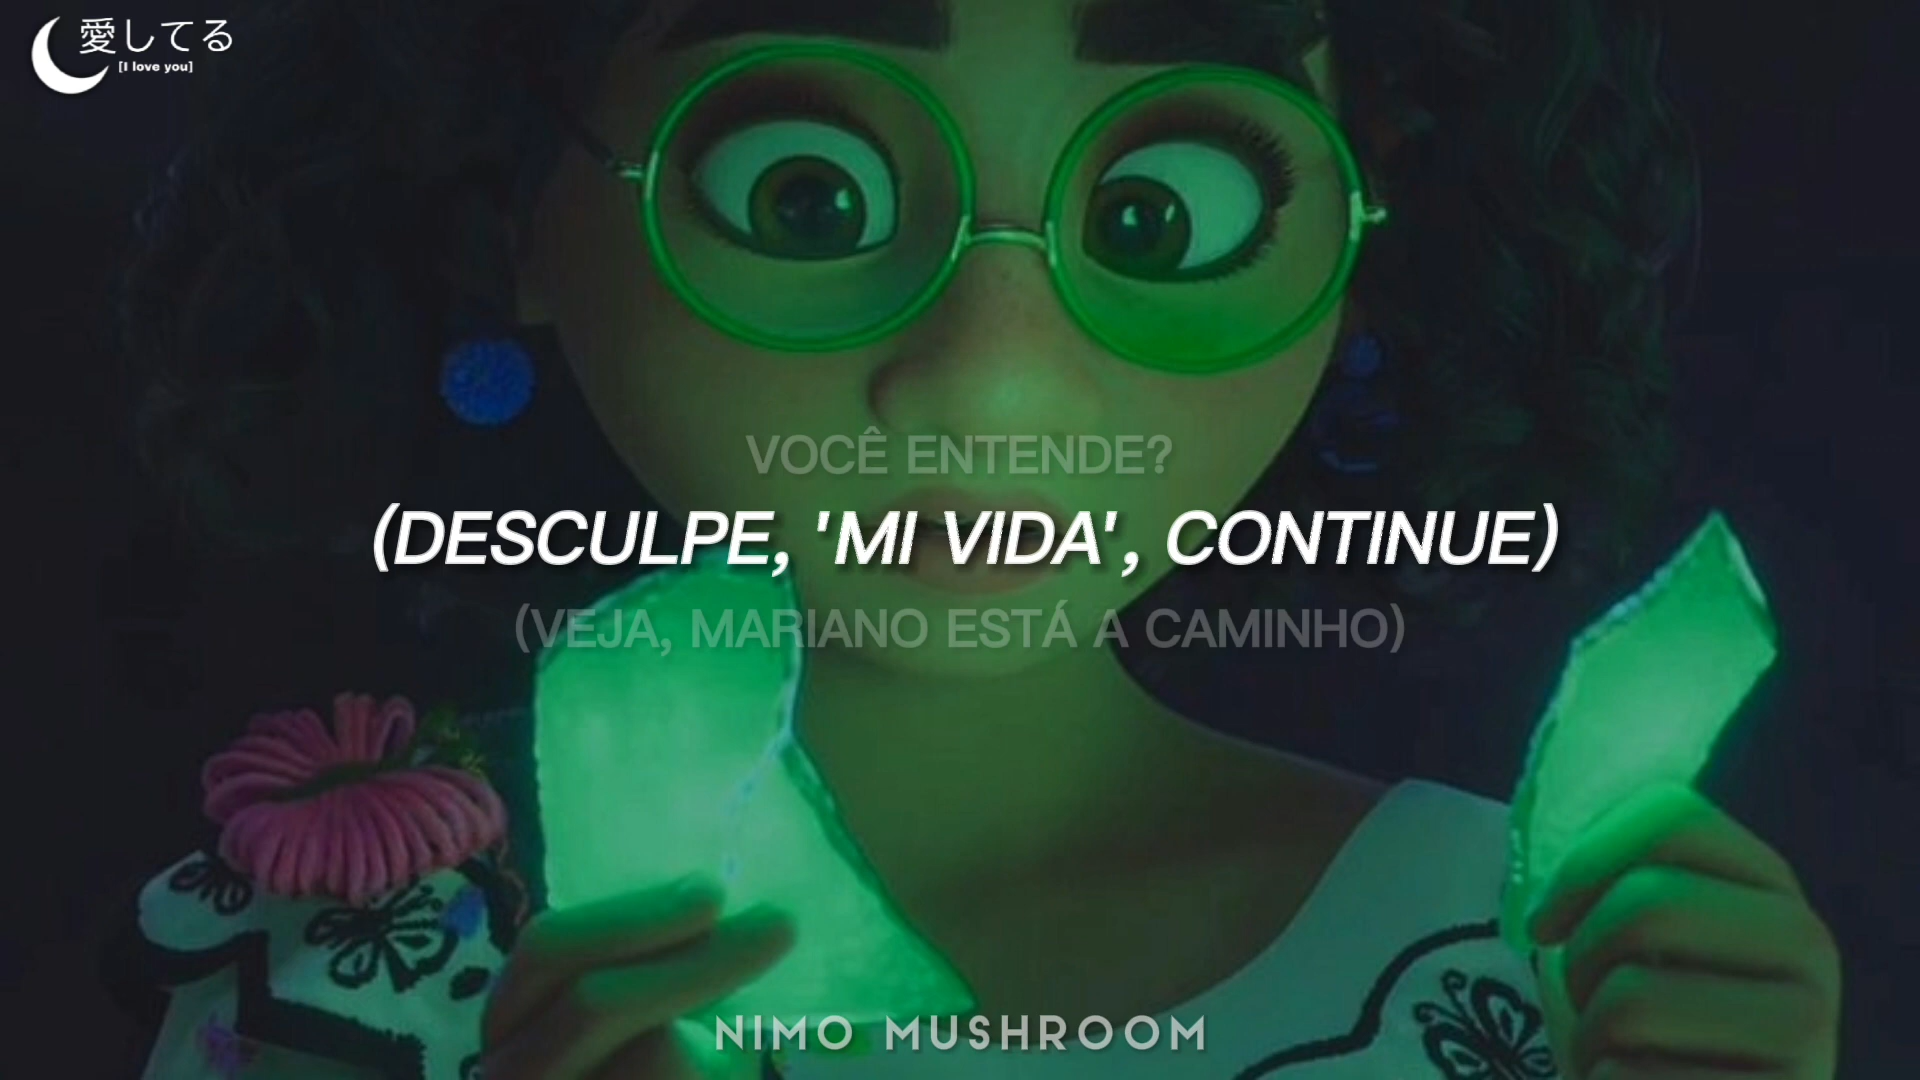 愛してる
[I love you]
VOCÊ ENTENDE?
(DESCULPE, 'MI VIDA', CONTINUE)
(VEJA, MARIANO ESTÁ A CAMINHO)
NIMO MUSHROOM